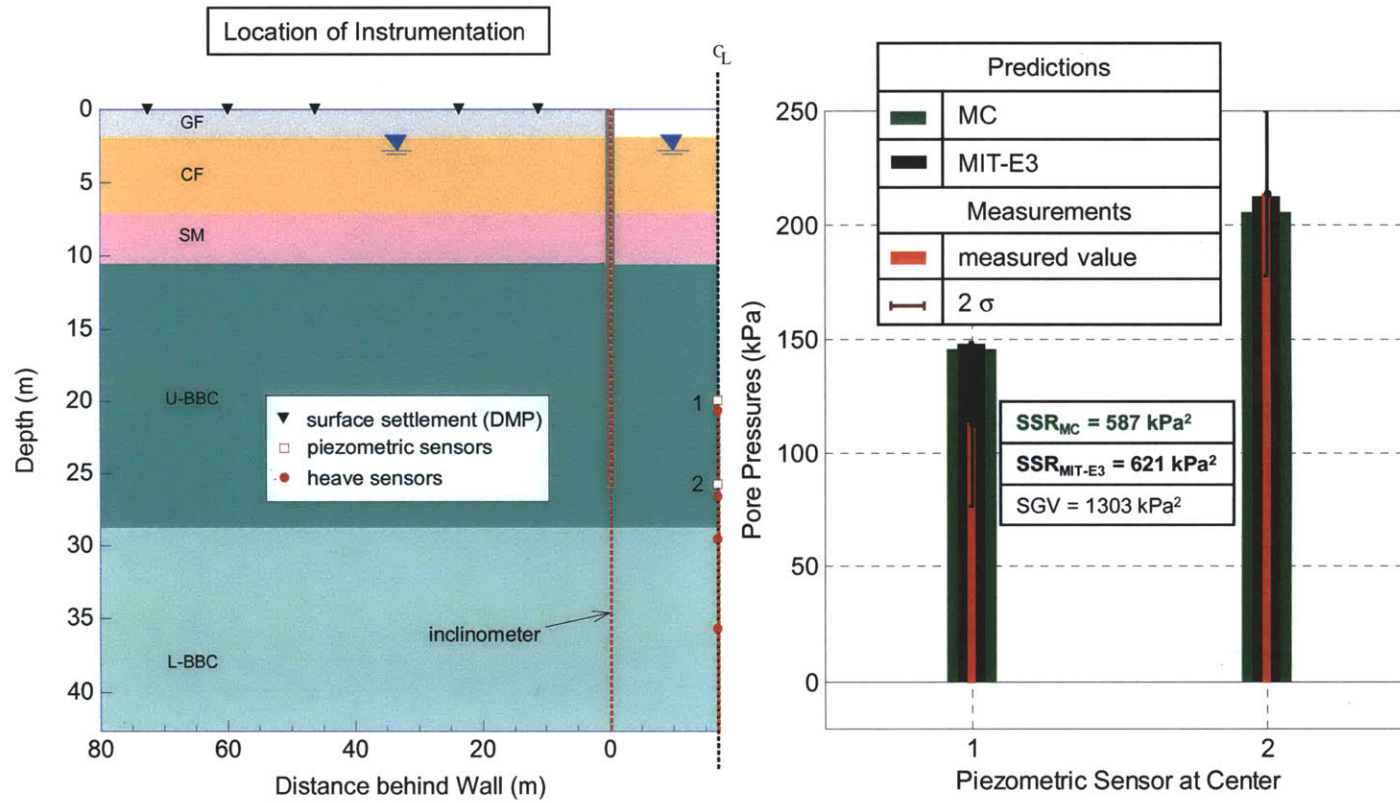 Location of Instrumentation
CL
0
5
10
15
20
25
30
35
40
Depth (m)
GF
CF
SM
U-BBC
L-BBC
surface settlement (DMP)
piezometric sensors
heave sensors
1
2
inclinometer
80
60
40
20
0
Distance behind Wall (m)
Predictions
MC
MIT-E3
Measurements
measured value
2 σ
250
200
150
100
50
0
Pore Pressures (kPa)
SSRMC = 587 kPa²
SSRMIT-E3 = 621 kPa²
SGV = 1303 kPa²
1
2
Piezometric Sensor at Center